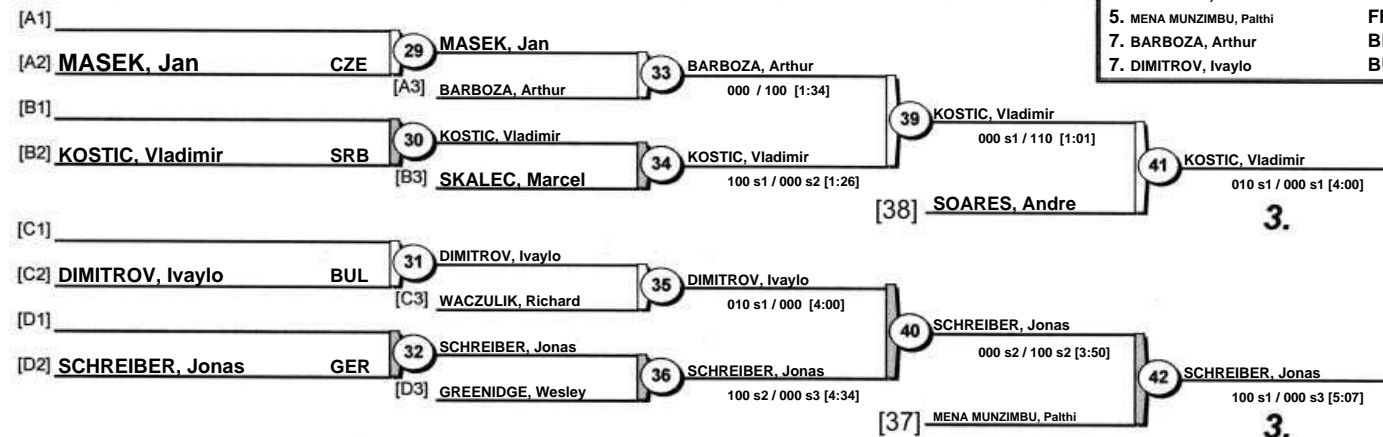 [A1]
[A2] MASEK, Jan CZE
29
MASEK, Jan
[A3] BARBOZA, Arthur
33
BARBOZA, Arthur
000 / 100 [1:34]
[B1]
[B2] KOSTIC, Vladimir SRB
30
KOSTIC, Vladimir
[B3] SKALEC, Marcel
34
KOSTIC, Vladimir
100 s1 / 000 s2 [1:26]
39
KOSTIC, Vladimir
000 s1 / 110 [1:01]
[38] SOARES, Andre
41
KOSTIC, Vladimir
010 s1 / 000 s1 [4:00]
3.
[C1]
[C2] DIMITROV, Ivaylo BUL
31
DIMITROV, Ivaylo
[C3] WACZULIK, Richard
35
DIMITROV, Ivaylo
010 s1 / 000 [4:00]
[D1]
[D2] SCHREIBER, Jonas GER
32
SCHREIBER, Jonas
[D3] GREENIDGE, Wesley
36
SCHREIBER, Jonas
100 s2 / 000 s3 [4:34]
40
SCHREIBER, Jonas
000 s2 / 100 s2 [3:50]
[37] MENA MUNZIMBU, Palthi
42
SCHREIBER, Jonas
100 s1 / 000 s3 [5:07]
3.
5. MENA MUNZIMBU, Palthi
7. BARBOZA, Arthur
7. DIMITROV, Ivaylo